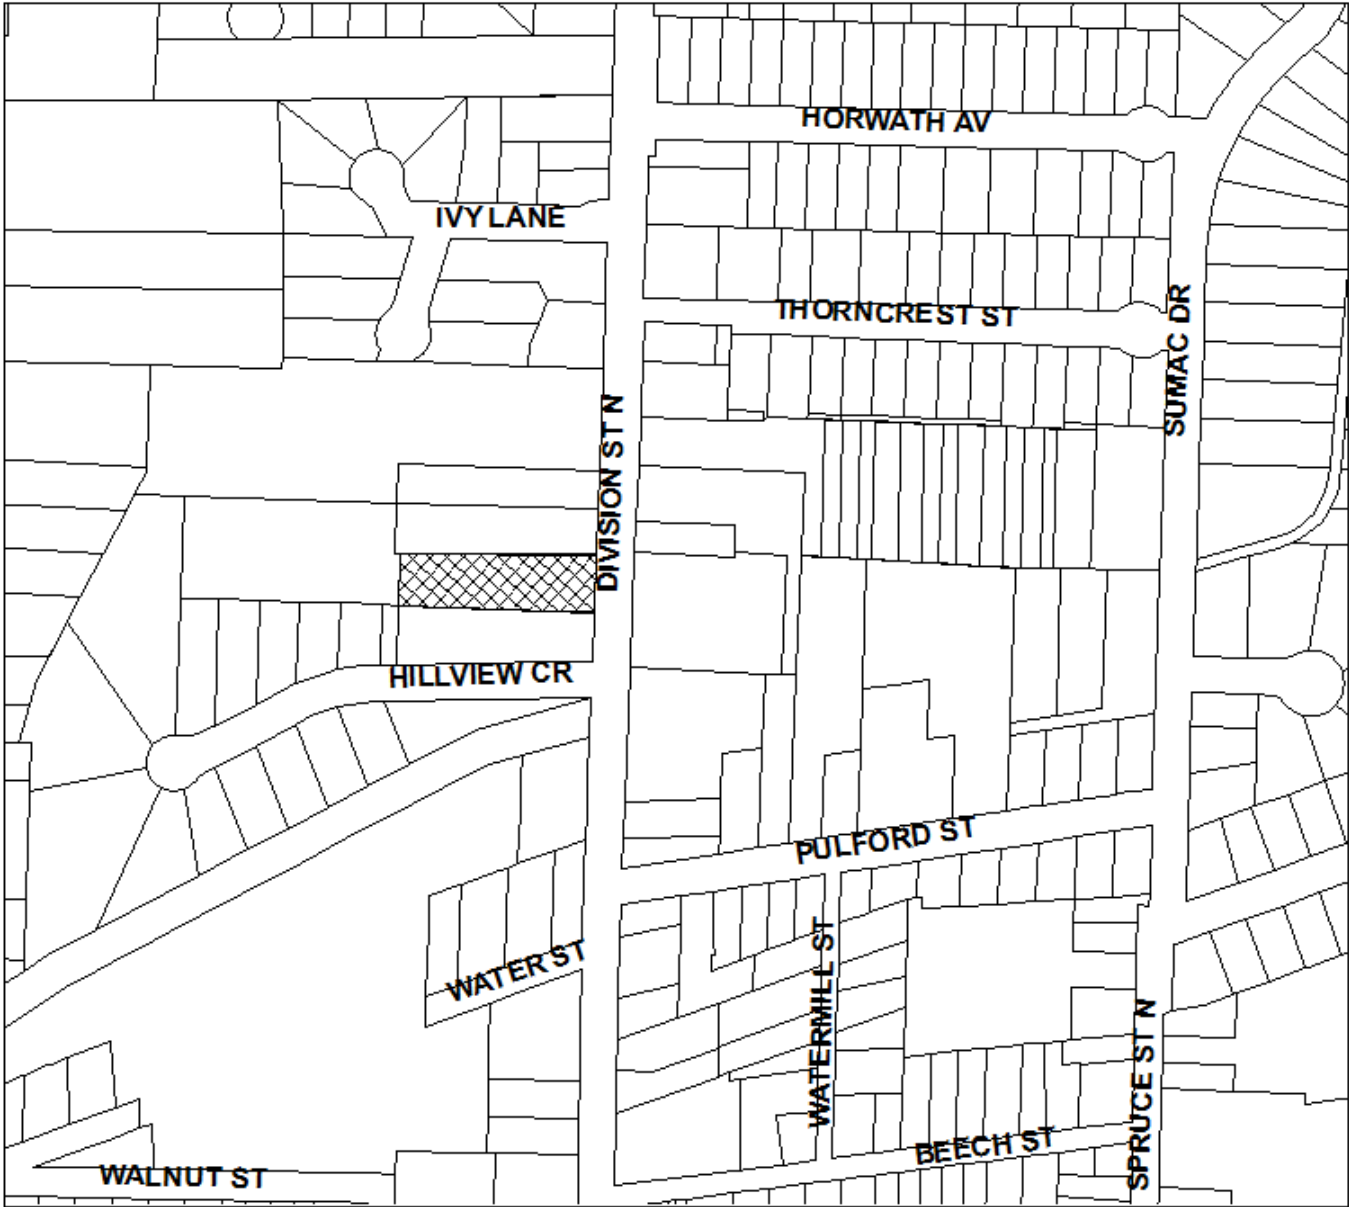 HORWATH AV
IVY LANE
THORNCREST ST
SUMAC DR
DIVISION ST N
HILLVIEW CR
PULFORD ST
WATER ST
WATERMILL ST
SPRUCE ST N
BEECH ST
WALNUT ST